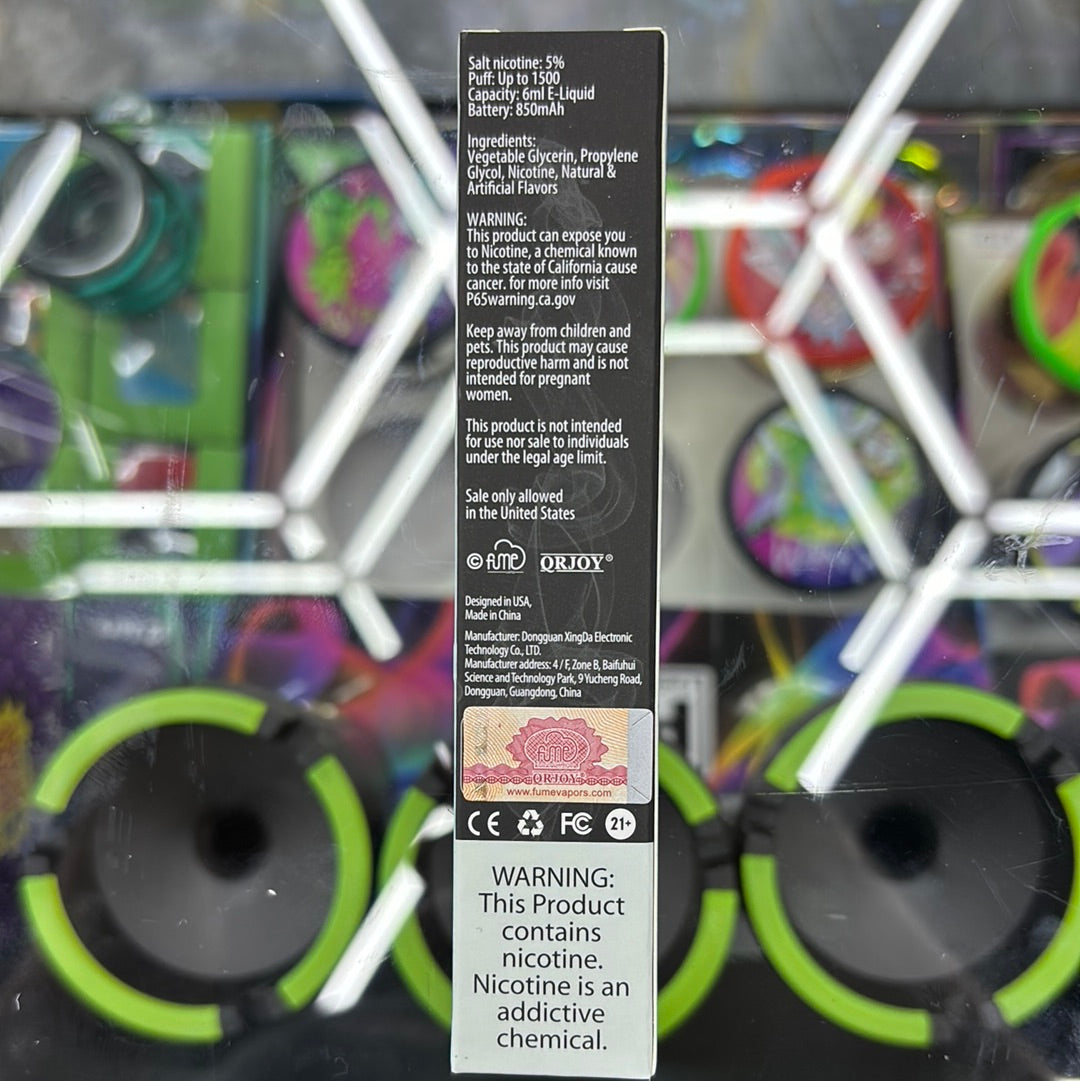 Salt nicotine: 5%
Puff: Up to 1500
Capacity: 6ml E-Liquid
Battery: 850mAh
Ingredients:
Vegetable Glycerin, Propylene
Glycol, Nicotine, Natural &
Artificial Flavors
WARNING:
This product can expose you
to Nicotine, a chemical known
to the state of California cause
cancer. for more info visit
P65warning.ca.gov
Keep away from children and
pets. This product may cause
reproductive harm and is not
intended for pregnant
women.
This product is not intended
for use nor sale to individuals
under the legal age limit.
Sale only allowed
in the United States
© fume QRJOY®
Designed in USA,
Made in China
Manufacturer: Dongguan XingDa Electronic
Technology Co., LTD.
Manufacturer address: 4 / F, Zone B, Baifuhui
Science and Technology Park, 9 Yucheng Road,
Dongguan, Guangdong, China
fume
QRJOY
www.fumevapors.com
CE FC 21+
WARNING:
This Product
contains
nicotine.
Nicotine is an
addictive
chemical.